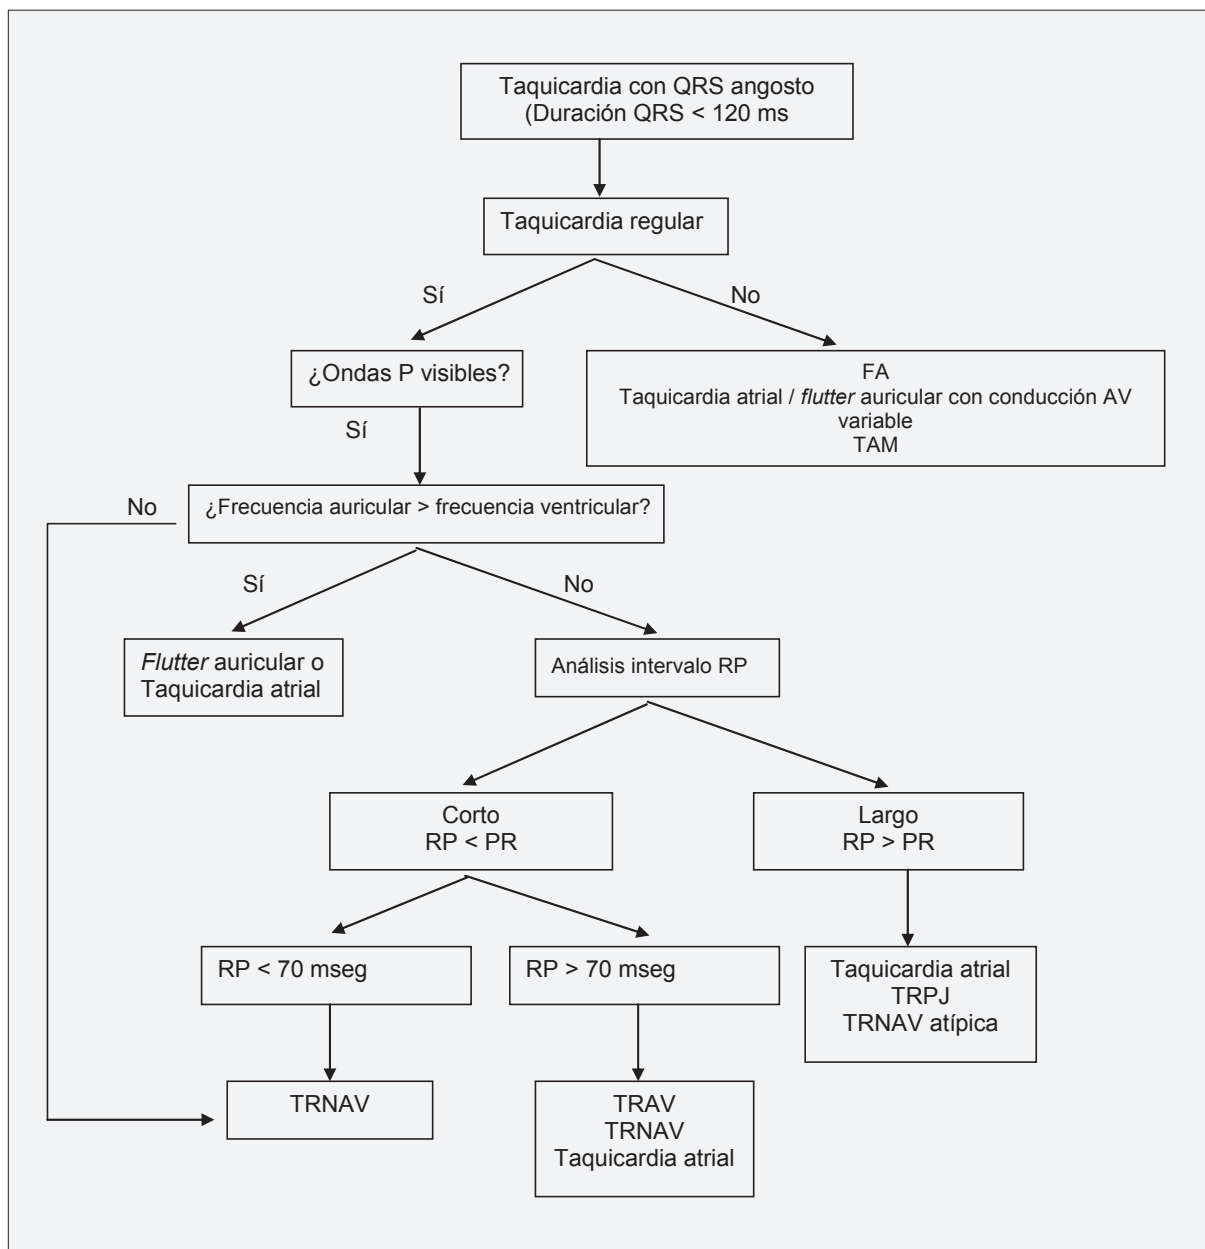 Taquicardia con QRS angosto
(Duración QRS < 120 ms
Taquicardia regular
Sí
No
¿Ondas P visibles?
FA
Taquicardia atrial / flutter auricular con conducción AV
variable
TAM
Sí
No
¿Frecuencia auricular > frecuencia ventricular?
Sí
No
Flutter auricular o
Taquicardia atrial
Análisis intervalo RP
Corto
RP < PR
Largo
RP > PR
RP < 70 mseg
RP > 70 mseg
Taquicardia atrial
TRPJ
TRNAV atípica
TRNAV
TRAV
TRNAV
Taquicardia atrial